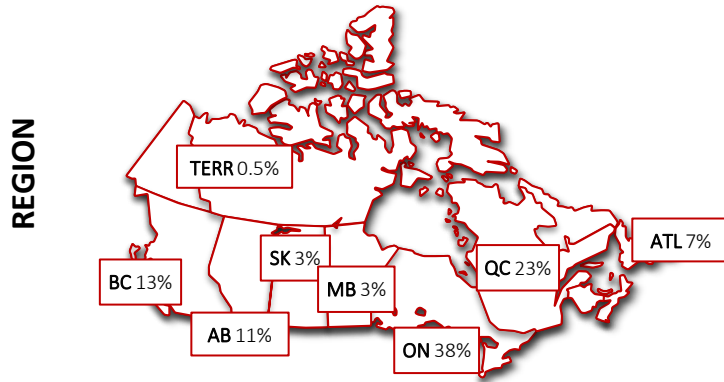 REGION
TERR 0.5%
ATL 7%
SK 3%
QC 23%
BC 13%
MB 3%
AB 11%
ON 38%